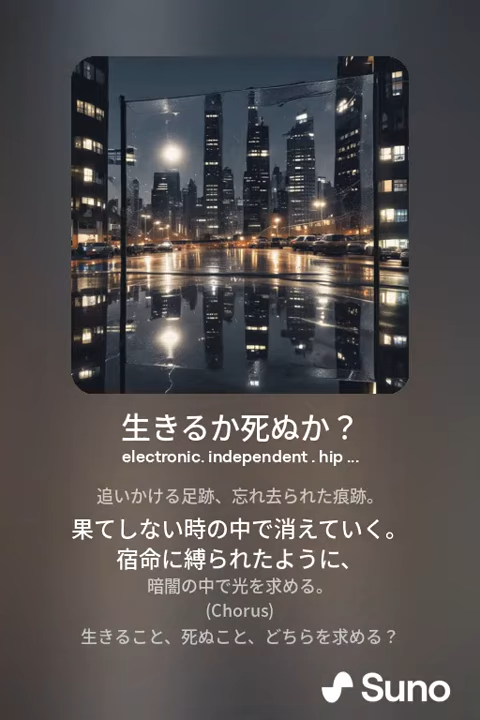 生きるか死ぬか？
electronic. independent . hip ...
追いかける足跡、忘れ去られた痕跡。
果てしない時の中で消えていく。
宿命に縛られたように、
暗闇の中で光を求める。
(Chorus)
生きること、死ぬこと、どちらを求める？
Suno